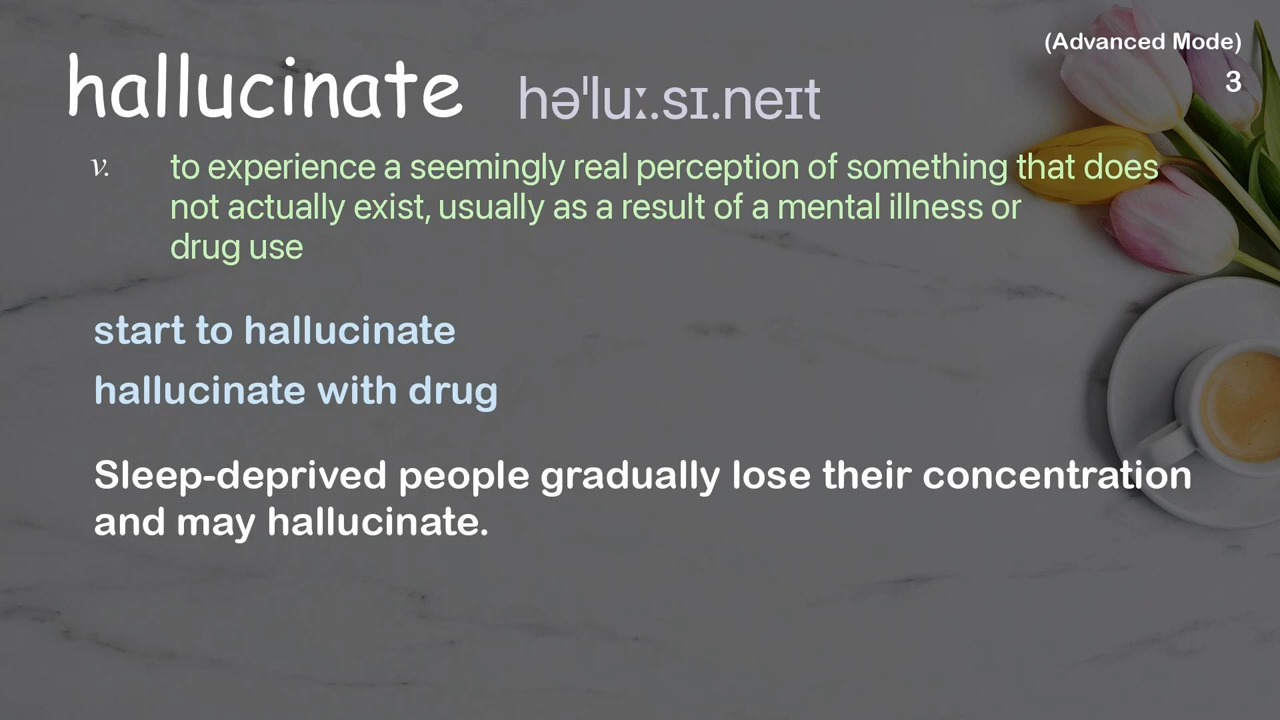 (Advanced Mode)
hallucinate həˈluː.sɪ.neɪt
3
v. to experience a seemingly real perception of something that does
not actually exist, usually as a result of a mental illness or
drug use
start to hallucinate
hallucinate with drug
Sleep-deprived people gradually lose their concentration
and may hallucinate.